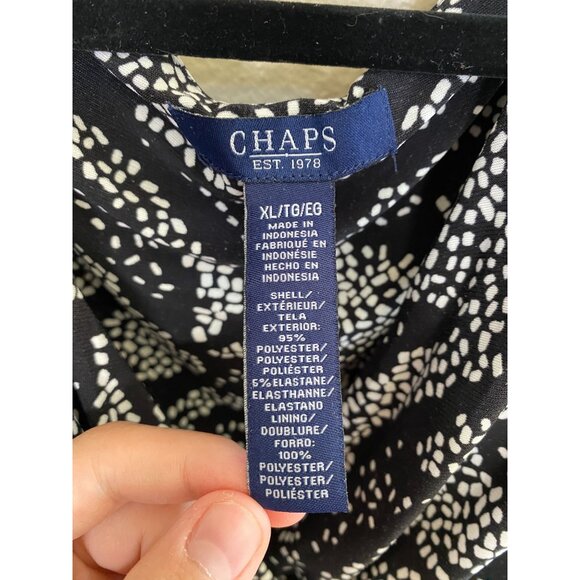 CHAPS
EST. 1978
XL/TG/EG
MADE IN
INDONESIA
FABRIQUÉ EN
INDONÉSIE
HECHO EN
INDONESIA
SHELL/
EXTÉRIEUR/
TELA
EXTERIOR:
95%
POLYESTER/
POLYESTER/
POLIÉSTER
5% ELASTANE/
ELASTHANNE/
ELASTANO
LINING/
DOUBLURE/
FORRO:
100%
POLYESTER/
POLYESTER/
POLIÉSTER